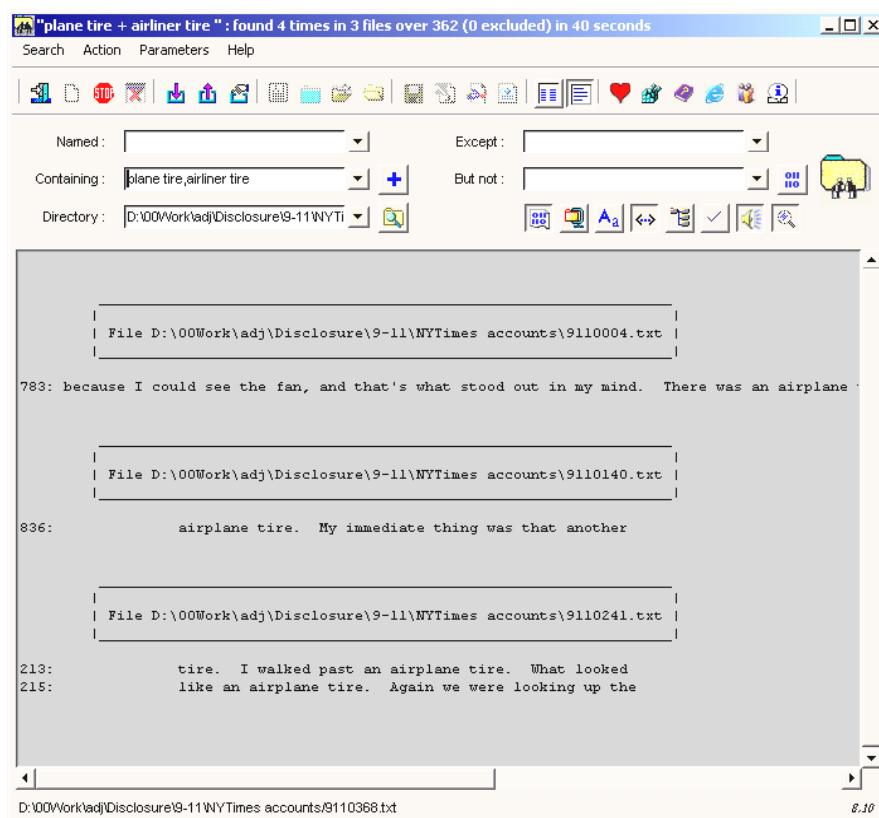 "plane tire + airliner tire " : found 4 times in 3 files over 362 (0 excluded) in 40 seconds
Search Action Parameters Help
STOP
Named : Except :
Containing : plane tire,airliner tire But not :
Directory : D:\00Work\adj\Disclosure\9-11\NYTi
File D:\00Work\adj\Disclosure\9-11\NYTimes accounts\9110004.txt
783: because I could see the fan, and that's what stood out in my mind. There was an airplane
File D:\00Work\adj\Disclosure\9-11\NYTimes accounts\9110140.txt
836: airplane tire. My immediate thing was that another
File D:\00Work\adj\Disclosure\9-11\NYTimes accounts\9110241.txt
213: tire. I walked past an airplane tire. What looked
215: like an airplane tire. Again we were looking up the
D:\00Work\adj\Disclosure\9-11\NYTimes accounts/9110368.txt 8.10